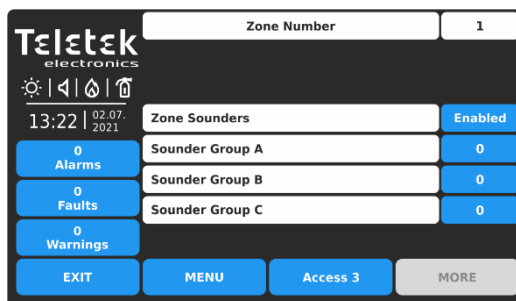 Teletek
electronics
Zone Number
1
13:22
02.07.
2021
Zone Sounders
Enabled
Sounder Group A
0
Sounder Group B
0
Sounder Group C
0
0
Alarms
0
Faults
0
Warnings
EXIT
MENU
Access 3
MORE